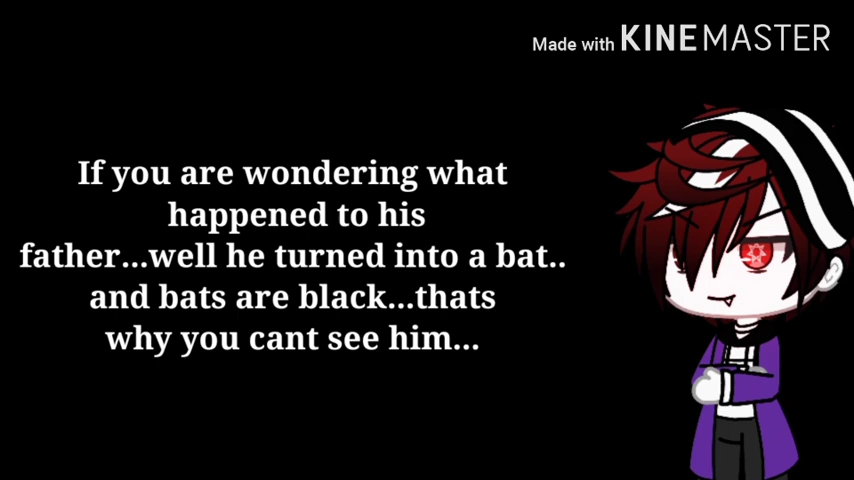 Made with KINEMASTER
If you are wondering what
happened to his
father...well he turned into a bat..
and bats are black...thats
why you cant see him...